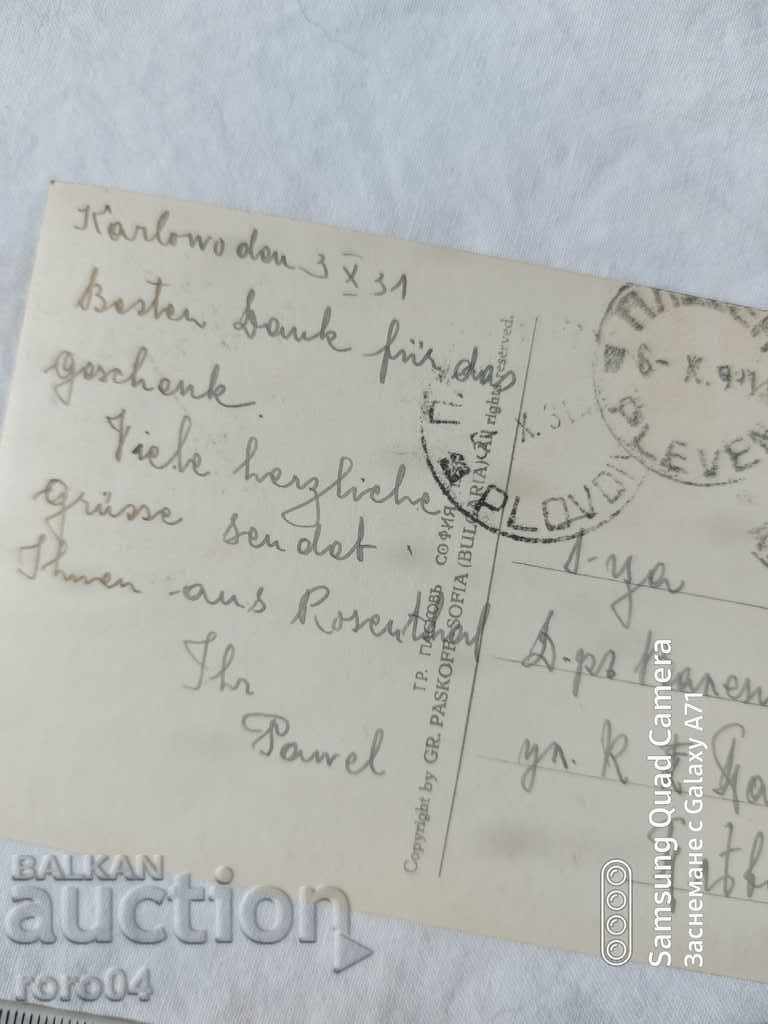 Karlowo den 3 X 31
Besten Dank für das
geschenk.
Viele herzliche
grüsse sendet.
Ihnen aus Rosenthal
Ihr
Pawel
ГР. ПАСКОВЪ СОФИЯ
Copyright by GR. PASKOFF SOFIA (BULGARIA) All rights reserved.
X. 31
PLOVDIV
6- X. 931
PLEVEN
Д-ръ
ул. К
BALKAN
auction
roro04
Samsung Quad Camera
Заснемане с Galaxy A71